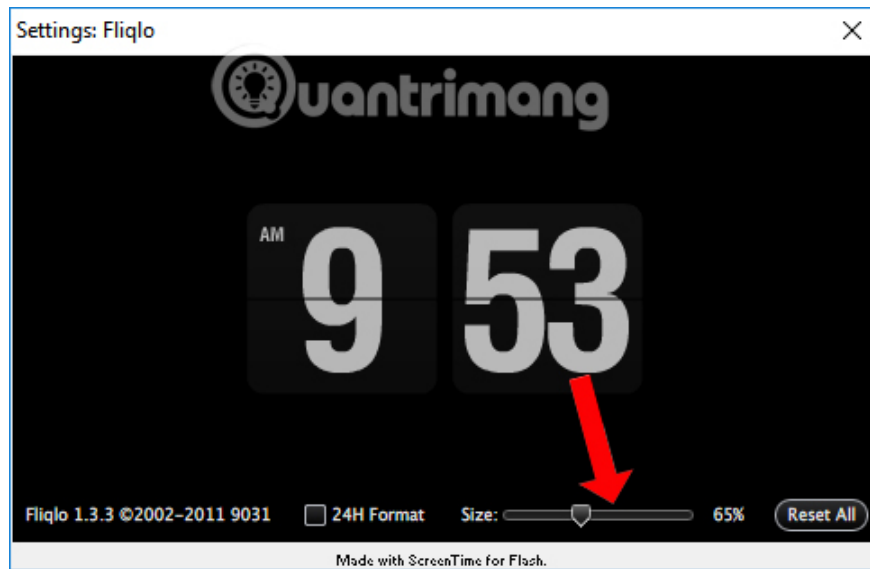 Settings: Fliqlo
Quantrimang
AM
9 53
Fliqlo 1.3.3 ©2002–2011 9031 24H Format Size: 65% Reset All
Made with ScreenTime for Flash.